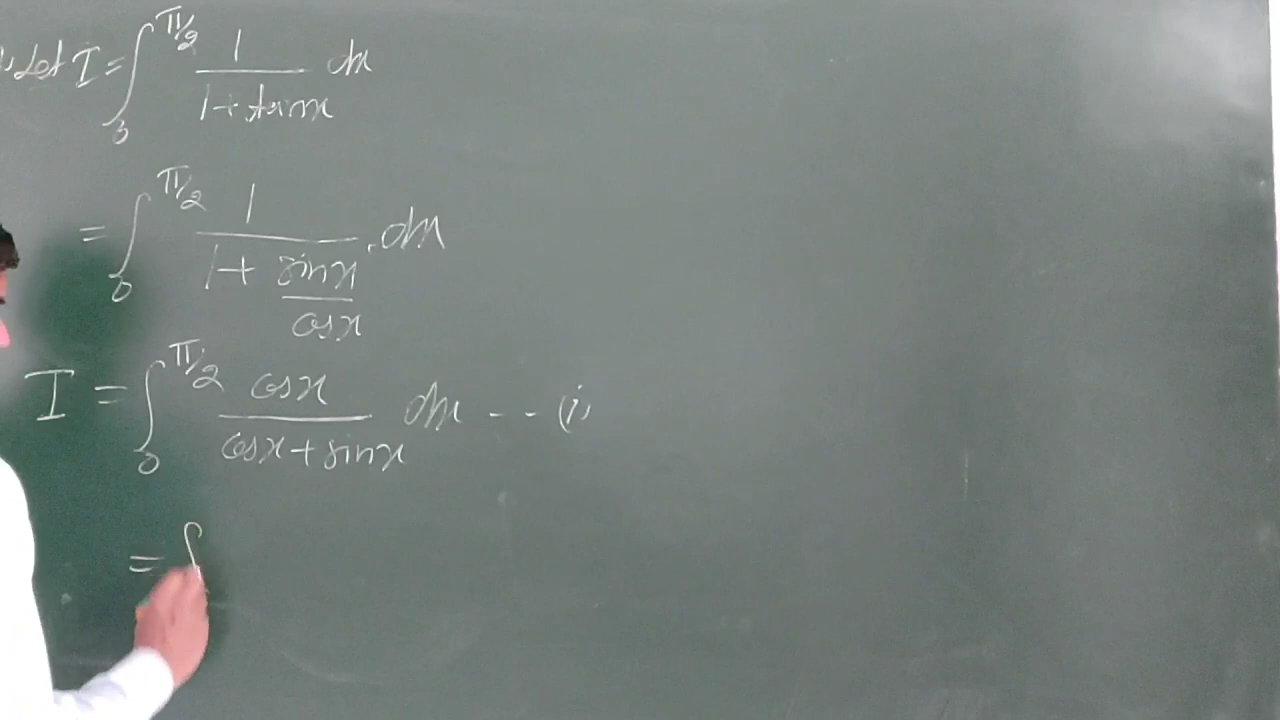 Let I = ∫₀^{π/2} 1/(1+tanx) dx
= ∫₀^{π/2} 1/(1+ sinx/cosx) . dx
I = ∫₀^{π/2} cosx/(cosx+sinx) dx -- (i)
= ∫